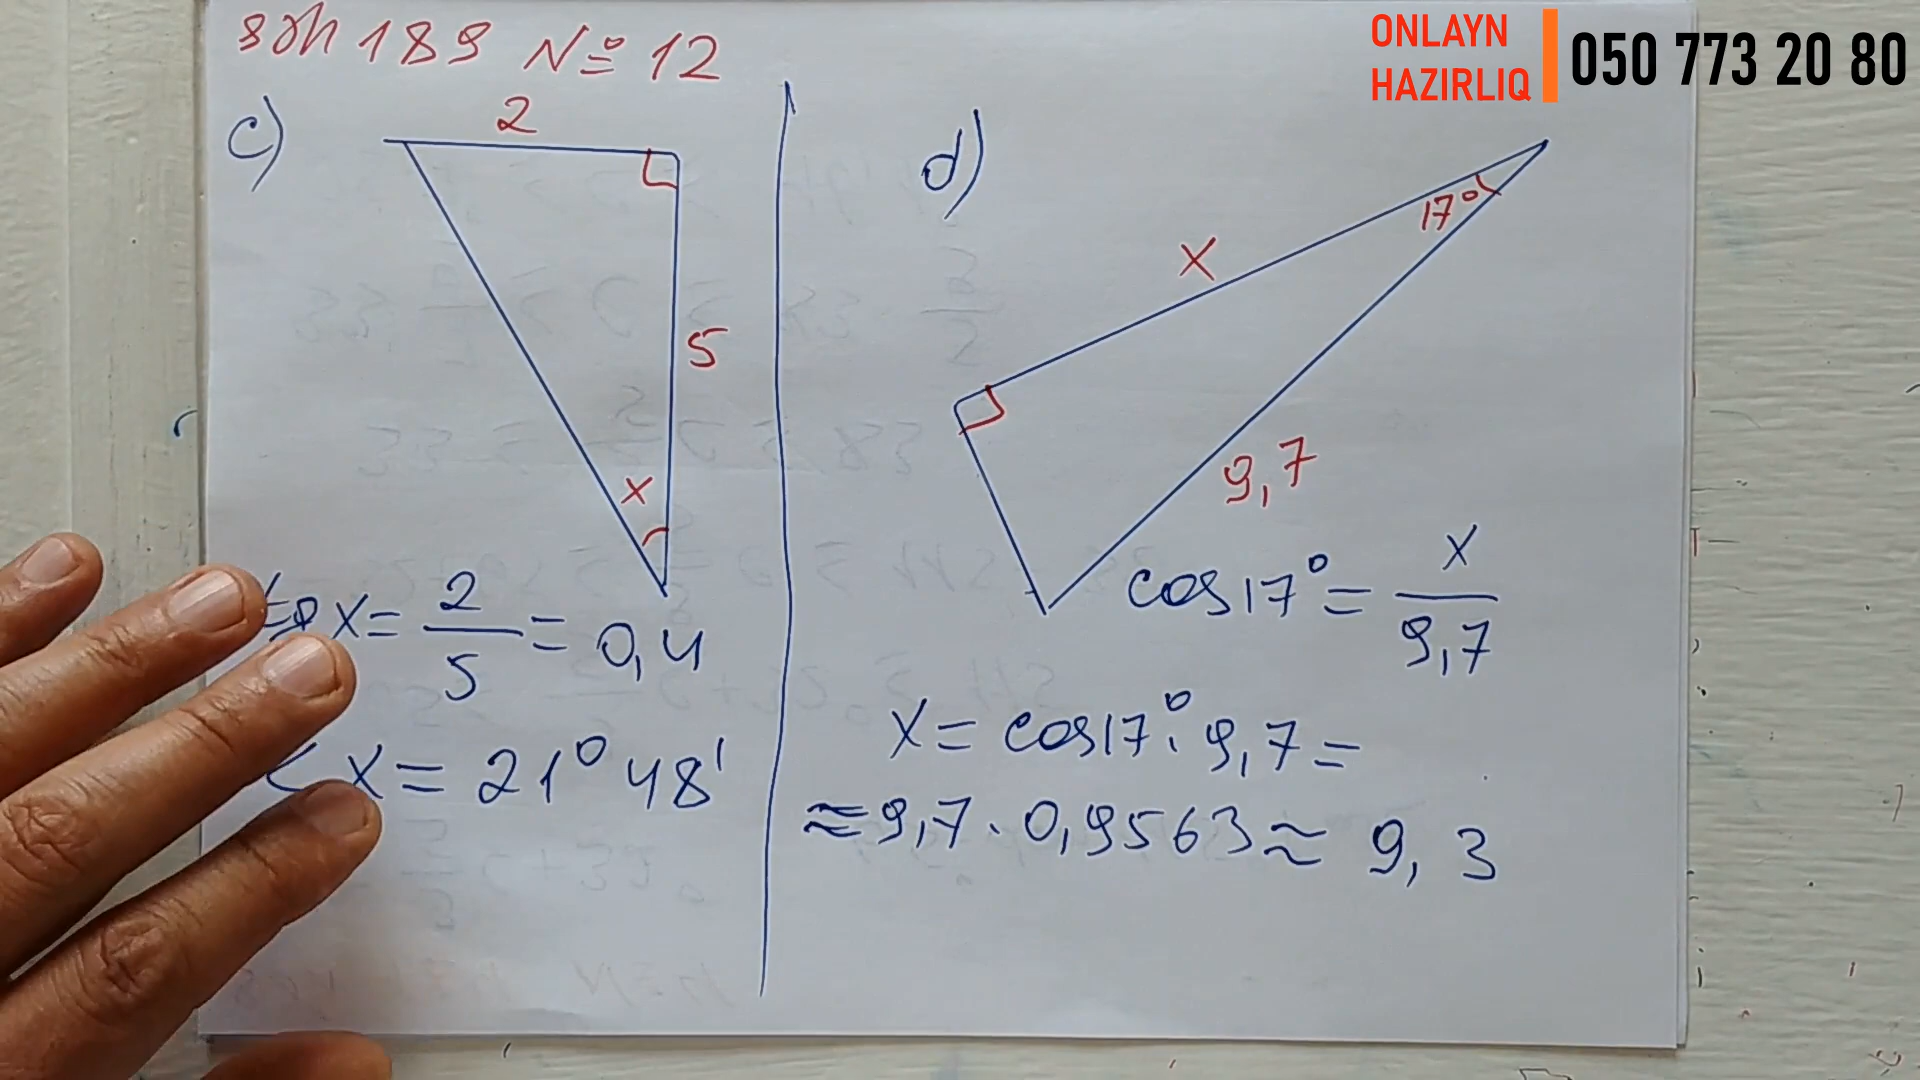 səh 189 № 12
c)
2
5
x
tg x = 2/5 = 0,4
< x = 21° 48'
d)
17°
x
9,7
cos 17° = x/9,7
x = cos 17° · 9,7 =
≈ 9,7 · 0,9563 ≈ 9,3
ONLAYN
HAZIRLIQ
050 773 20 80